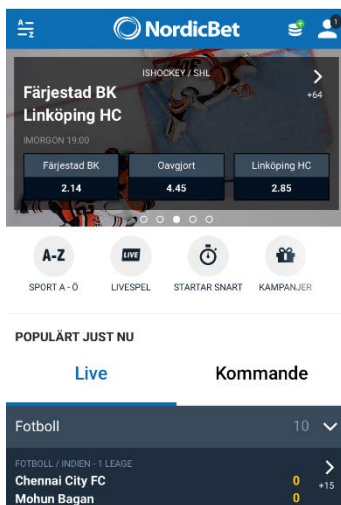 A-
-z
NordicBet
1
ISHOCKEY / SHL
Färjestad BK
Linköping HC
+64
IMORGON 19:00
Färjestad BK Oavgjort Linköping HC
2.14 4.45 2.85
A-Z LIVE
SPORT A - Ö LIVESPEL STARTAR SNART KAMPANJER
POPULÄRT JUST NU
Live Kommande
Fotboll 10
FOTBOLL / INDIEN - 1 LEAGE
Chennai City FC 0
+15
Mohun Bagan 0